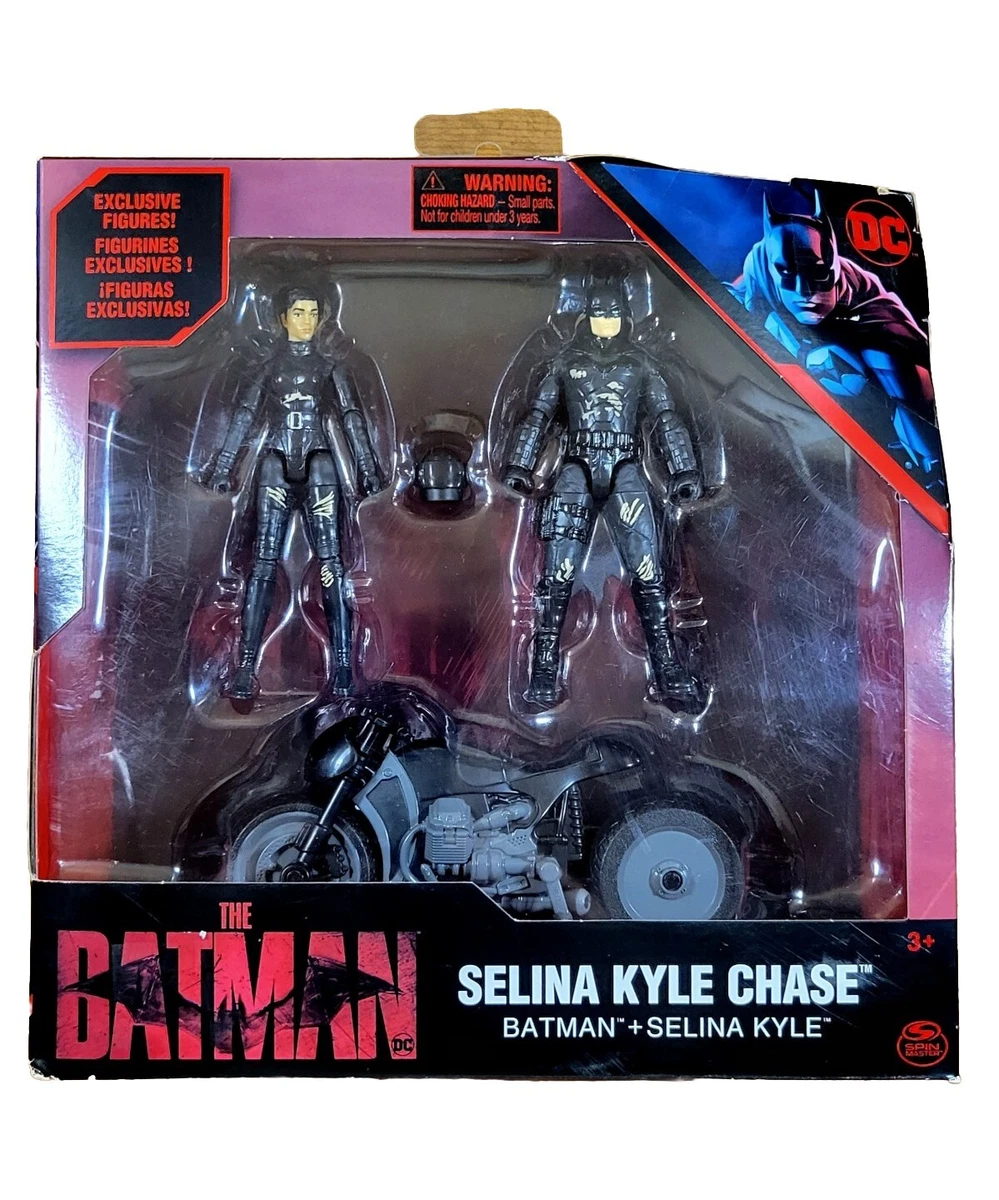 EXCLUSIVE
FIGURES!
FIGURINES
EXCLUSIVES !
¡FIGURAS
EXCLUSIVAS!
WARNING:
CHOKING HAZARD – Small parts.
Not for children under 3 years.
DC
THE
BATMAN
DC
SELINA KYLE CHASE™
BATMAN™ + SELINA KYLE™
3+
SPIN
MASTER™